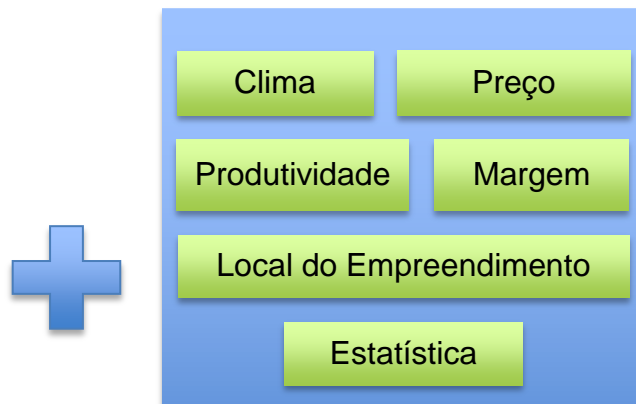 Clima
Preço
Produtividade
Margem
Local do Empreendimento
Estatística